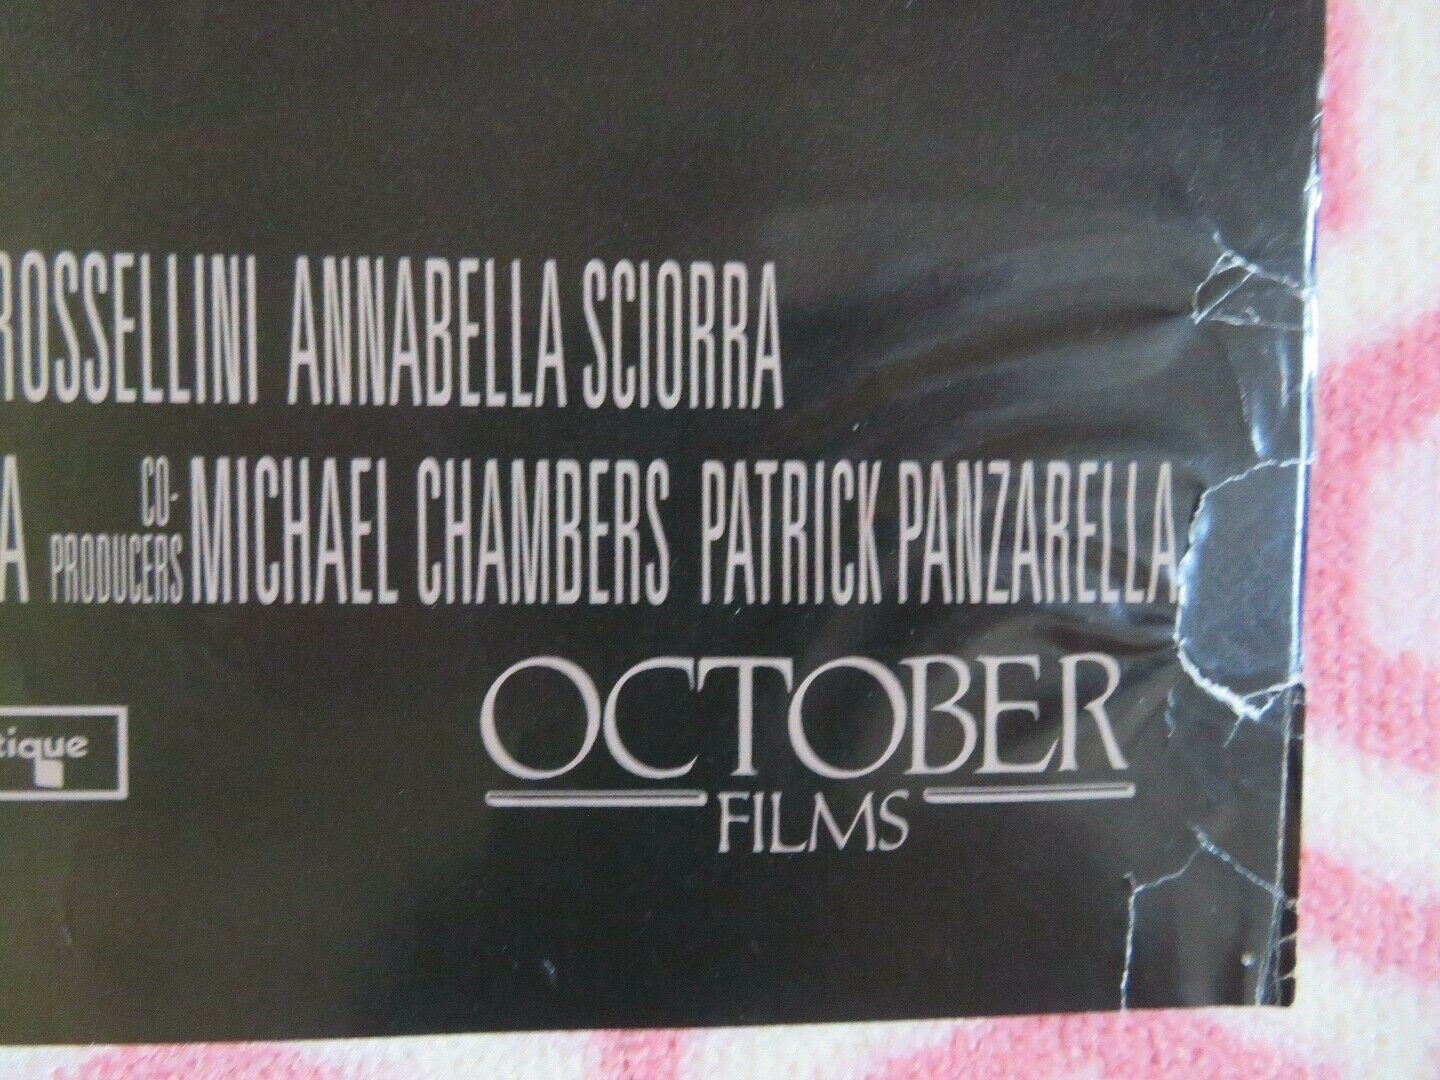 ROSSELLINI ANNABELLA SCIORRA
A CO-PRODUCERS MICHAEL CHAMBERS PATRICK PANZARELLA
tique
OCTOBER
FILMS